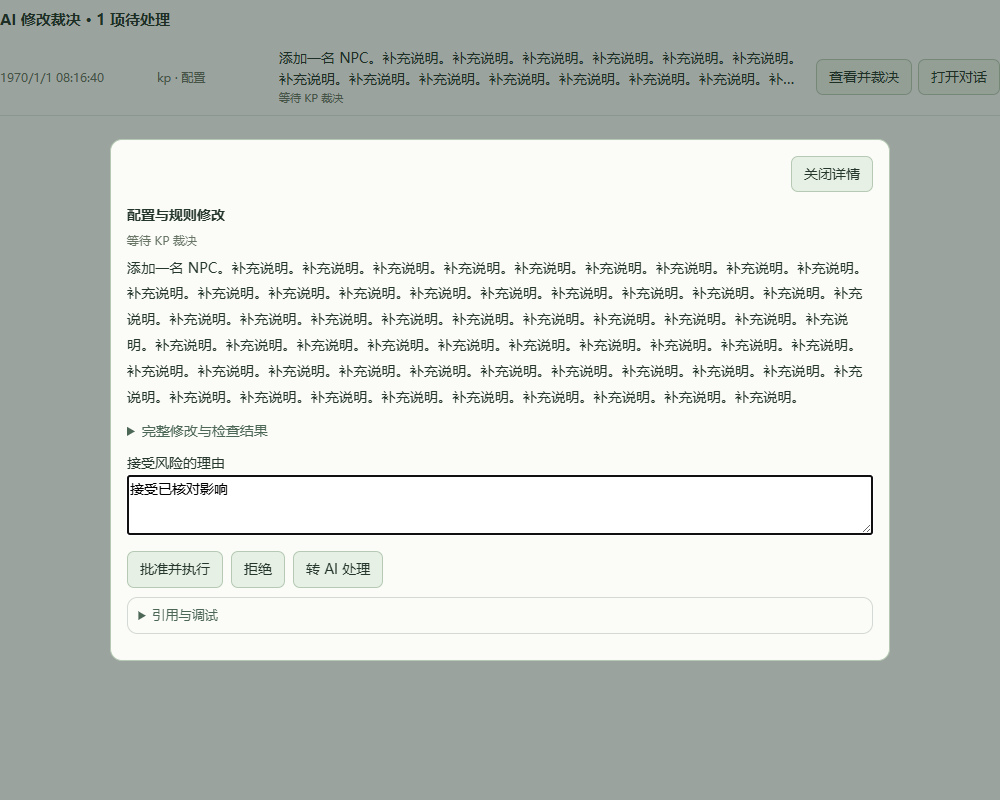 AI 修改裁决 • 1 项待处理
1970/1/1 08:16:40
kp · 配置
添加一名 NPC。补充说明。补充说明。补充说明。补充说明。补充说明。补充说明。
补充说明。补充说明。补充说明。补充说明。补充说明。补充说明。补充说明。补...
等待 KP 裁决
查看并裁决
打开对话
关闭详情
配置与规则修改
等待 KP 裁决
添加一名 NPC。补充说明。补充说明。补充说明。补充说明。补充说明。补充说明。补充说明。补充说明。补充说明。
补充说明。补充说明。补充说明。补充说明。补充说明。补充说明。补充说明。补充说明。补充说明。补充说明。补充
说明。补充说明。补充说明。补充说明。补充说明。补充说明。补充说明。补充说明。补充说明。补充说明。补充说
明。补充说明。补充说明。补充说明。补充说明。补充说明。补充说明。补充说明。补充说明。补充说明。补充说明。
补充说明。补充说明。补充说明。补充说明。补充说明。补充说明。补充说明。补充说明。补充说明。补充说明。补充
说明。补充说明。补充说明。补充说明。补充说明。补充说明。补充说明。补充说明。补充说明。补充说明。
▶ 完整修改与检查结果
接受风险的理由
接受已核对影响
批准并执行
拒绝
转 AI 处理
▶ 引用与调试